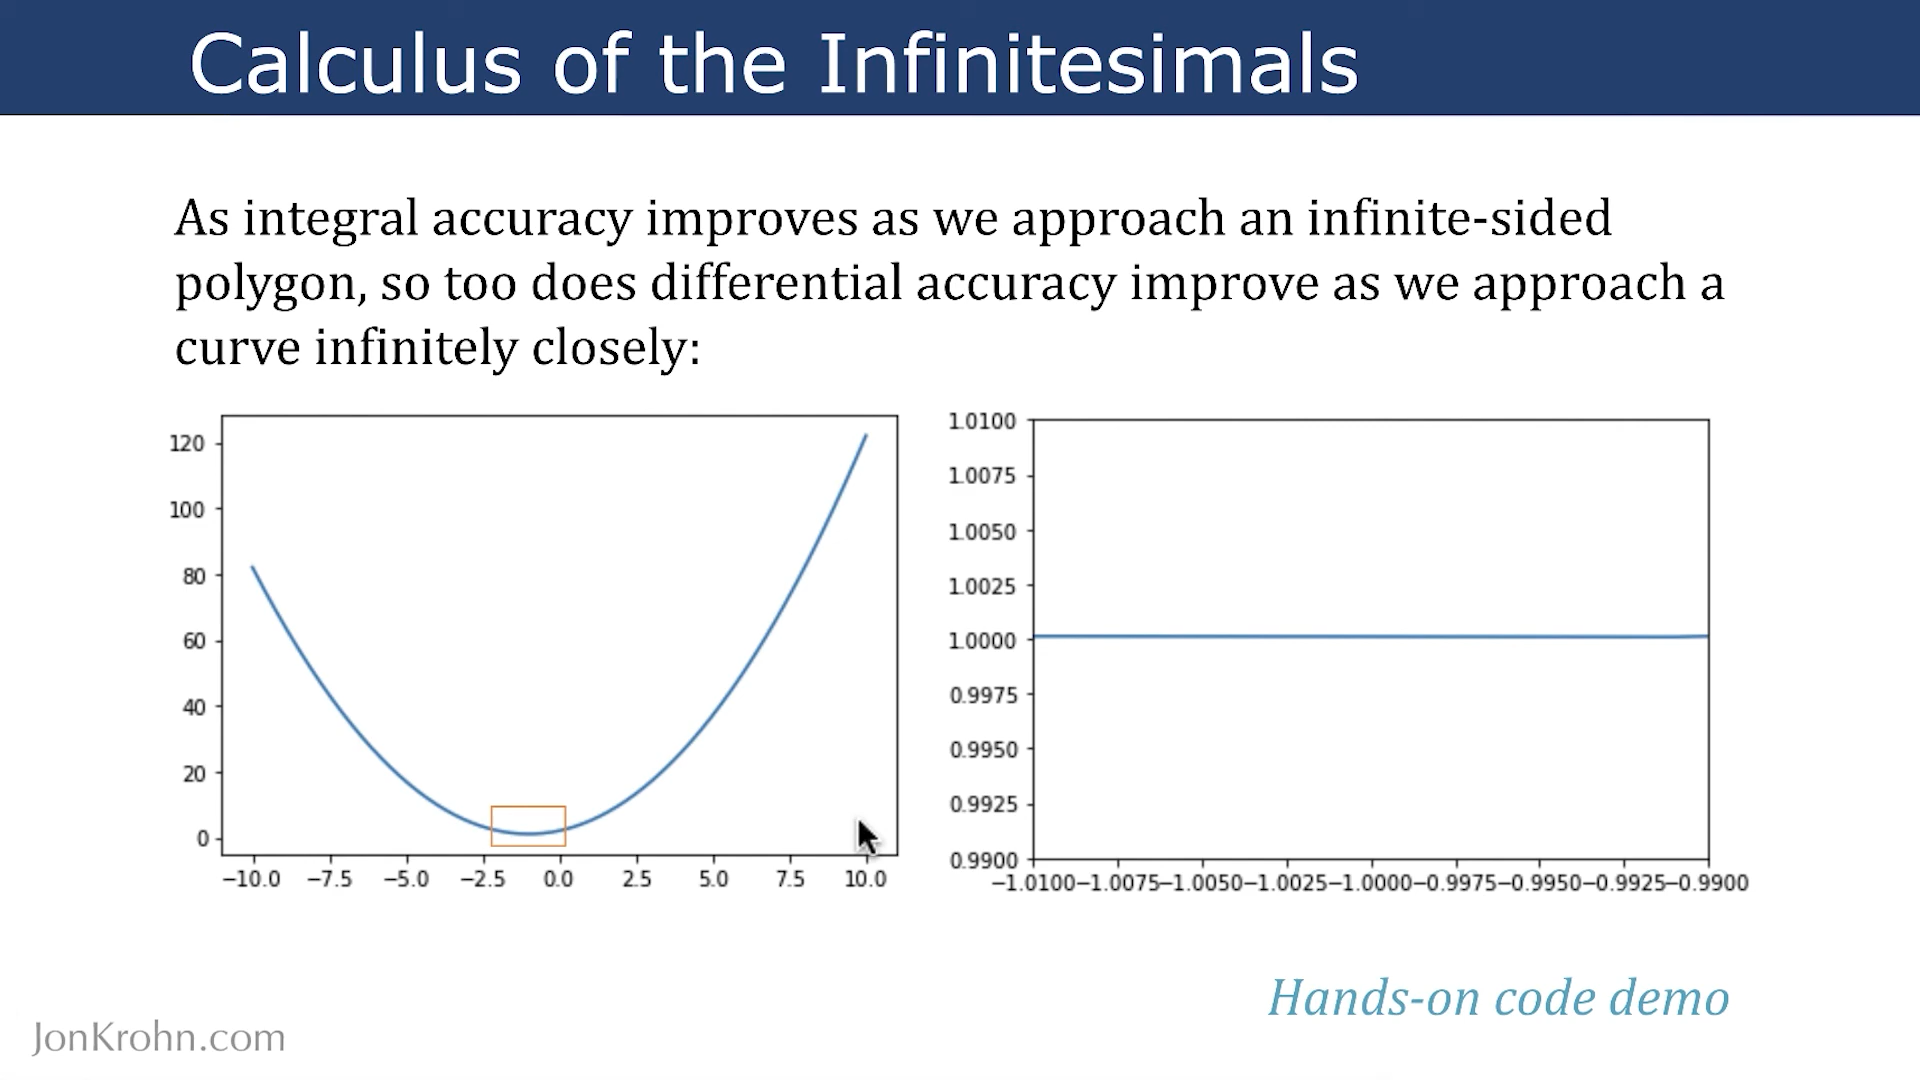 Calculus of the Infinitesimals
As integral accuracy improves as we approach an infinite-sided
polygon, so too does differential accuracy improve as we approach a
curve infinitely closely:
120
100
80
60
40
20
0
−10.0 −7.5 −5.0 −2.5 0.0 2.5 5.0 7.5 10.0
1.0100
1.0075
1.0050
1.0025
1.0000
0.9975
0.9950
0.9925
0.9900
−1.0100−1.0075−1.0050−1.0025−1.0000−0.9975−0.9950−0.9925−0.9900
Hands-on code demo
JonKrohn.com